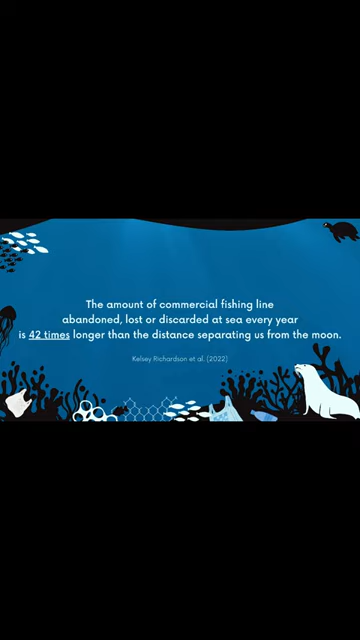 The amount of commercial fishing line
abandoned, lost or discarded at sea every year
is 42 times longer than the distance separating us from the moon.
Kelsey Richardson et al. (2022)